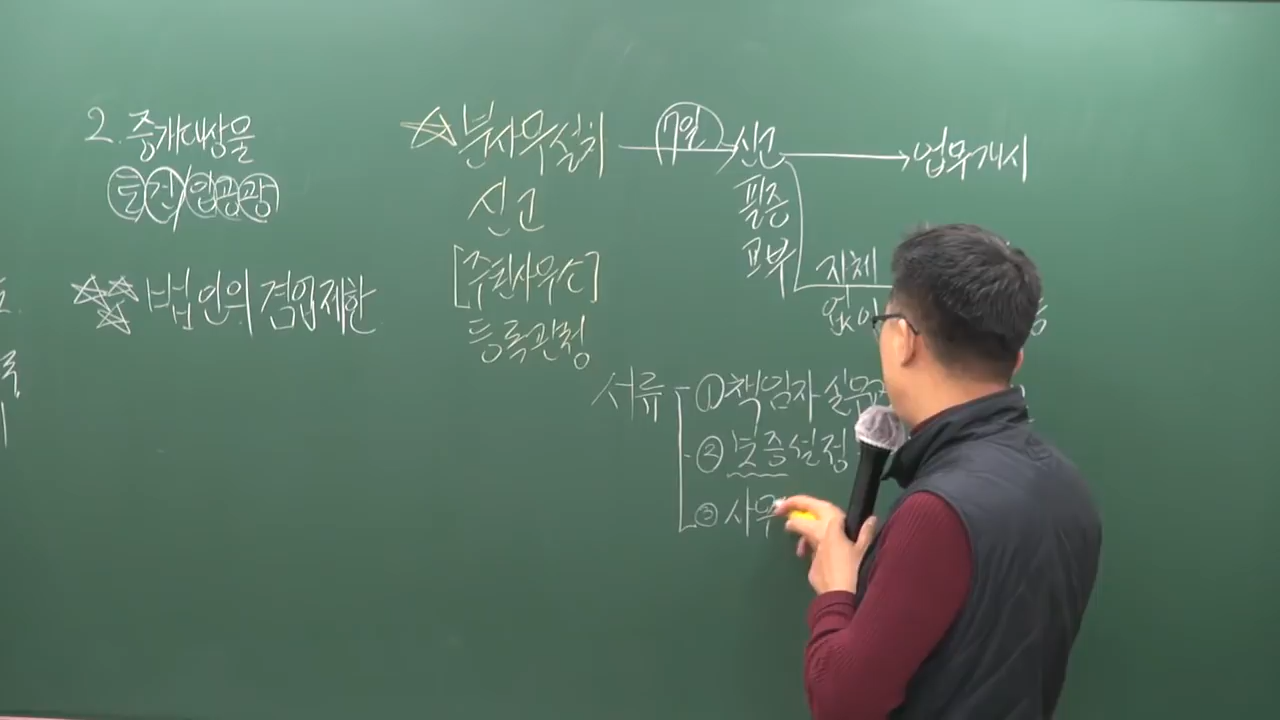 2. 중개대상물
토 건 / 입 공 광
☆☆☆ 법인의 겸업제한
☆ 분사무설치 7일 신고 업무개시
신고
[주된사무소]
등록관청
필증
교부
자체
없이
서류 ① 책임자 실무
② 보증설정
③ 사무